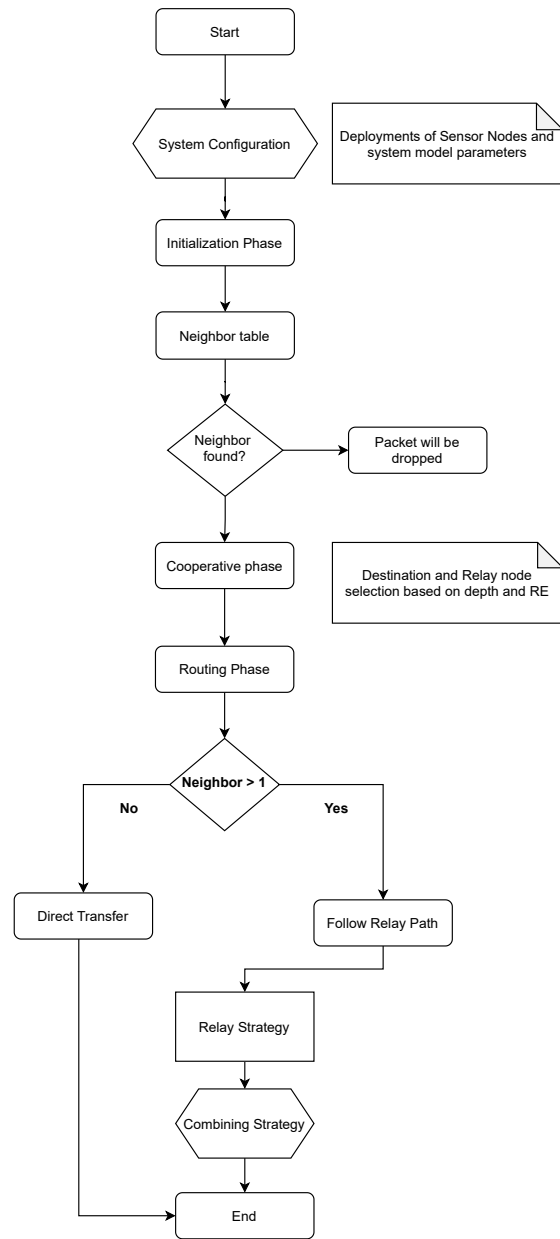 Start
System Configuration
Deployments of Sensor Nodes and
system model parameters
Initialization Phase
Neighbor table
Neighbor
found?
Packet will be
dropped
Cooperative phase
Destination and Relay node
selection based on depth and RE
Routing Phase
Neighbor > 1
No
Yes
Direct Transfer
Follow Relay Path
Relay Strategy
Combining Strategy
End